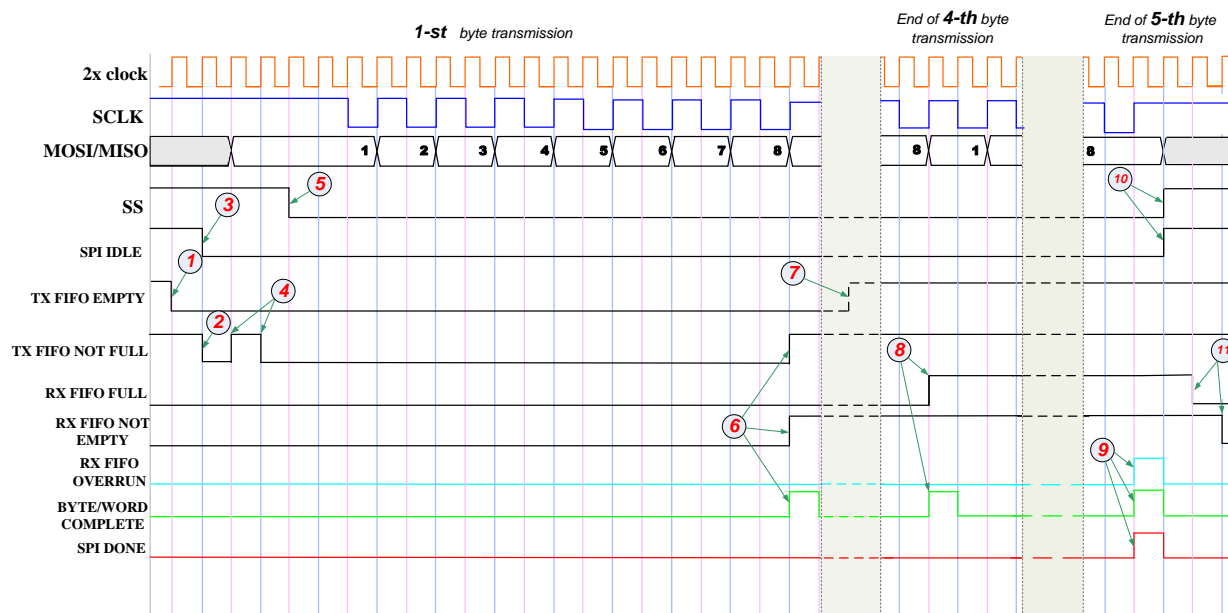 1-st byte transmission
End of 4-th byte
transmission
End of 5-th byte
transmission
2x clock
SCLK
MOSI/MISO
1 2 3 4 5 6 7 8 8 1 8
SS
5
10
3
SPI IDLE
1
TX FIFO EMPTY
7
4
2
TX FIFO NOT FULL
8
11
RX FIFO FULL
RX FIFO NOT
EMPTY
6
RX FIFO
OVERRUN
9
BYTE/WORD
COMPLETE
SPI DONE